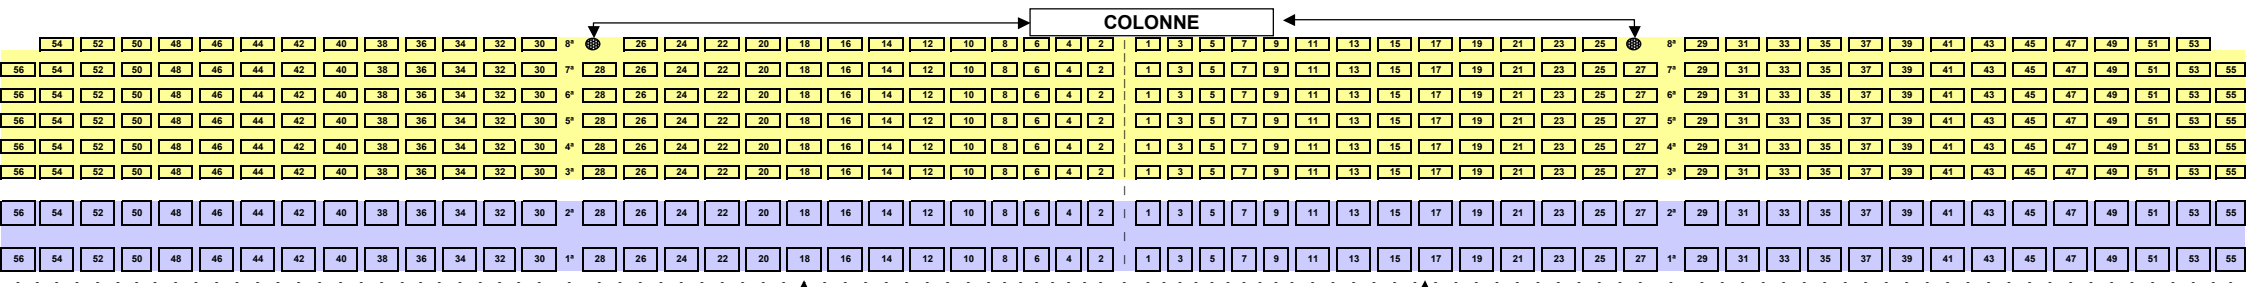 COLONNE
54 52 50 48 46 44 42 40 38 36 34 32 30 8ª 26 24 22 20 18 16 14 12 10 8 6 4 2 1 3 5 7 9 11 13 15 17 19 21 23 25 8ª 29 31 33 35 37 39 41 43 45 47 49 51 53
56 54 52 50 48 46 44 42 40 38 36 34 32 30 7ª 28 26 24 22 20 18 16 14 12 10 8 6 4 2 1 3 5 7 9 11 13 15 17 19 21 23 25 27 7ª 29 31 33 35 37 39 41 43 45 47 49 51 53 55
56 54 52 50 48 46 44 42 40 38 36 34 32 30 6ª 28 26 24 22 20 18 16 14 12 10 8 6 4 2 1 3 5 7 9 11 13 15 17 19 21 23 25 27 6ª 29 31 33 35 37 39 41 43 45 47 49 51 53 55
56 54 52 50 48 46 44 42 40 38 36 34 32 30 5ª 28 26 24 22 20 18 16 14 12 10 8 6 4 2 1 3 5 7 9 11 13 15 17 19 21 23 25 27 5ª 29 31 33 35 37 39 41 43 45 47 49 51 53 55
56 54 52 50 48 46 44 42 40 38 36 34 32 30 4ª 28 26 24 22 20 18 16 14 12 10 8 6 4 2 1 3 5 7 9 11 13 15 17 19 21 23 25 27 4ª 29 31 33 35 37 39 41 43 45 47 49 51 53 55
56 54 52 50 48 46 44 42 40 38 36 34 32 30 3ª 28 26 24 22 20 18 16 14 12 10 8 6 4 2 1 3 5 7 9 11 13 15 17 19 21 23 25 27 3ª 29 31 33 35 37 39 41 43 45 47 49 51 53 55
56 54 52 50 48 46 44 42 40 38 36 34 32 30 2ª 28 26 24 22 20 18 16 14 12 10 8 6 4 2 1 3 5 7 9 11 13 15 17 19 21 23 25 27 2ª 29 31 33 35 37 39 41 43 45 47 49 51 53 55
56 54 52 50 48 46 44 42 40 38 36 34 32 30 1ª 28 26 24 22 20 18 16 14 12 10 8 6 4 2 1 3 5 7 9 11 13 15 17 19 21 23 25 27 1ª 29 31 33 35 37 39 41 43 45 47 49 51 53 55